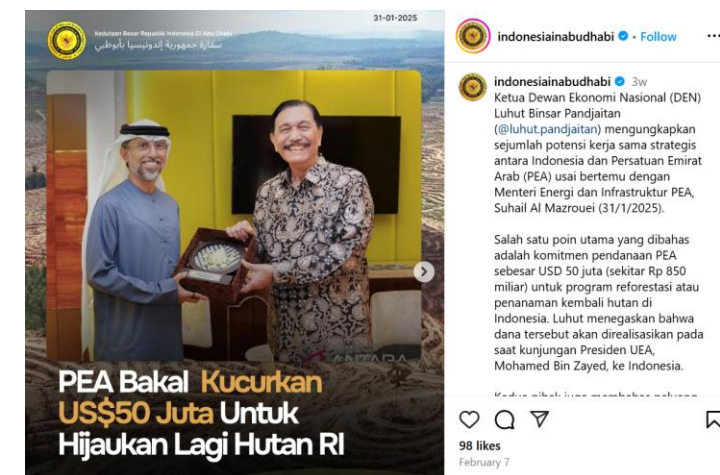 31-01-2025
Kedutaan Besar Republik Indonesia Di Abu Dhabi
سفارة جمهورية إندونيسيا بأبوظبي
ANTARA
PEA Bakal Kucurkan
US$50 Juta Untuk
Hijaukan Lagi Hutan RI
indonesiainabudhabi • Follow
indonesiainabudhabi 3w
Ketua Dewan Ekonomi Nasional (DEN)
Luhut Binsar Pandjaitan
(@luhut.pandjaitan) mengungkapkan
sejumlah potensi kerja sama strategis
antara Indonesia dan Persatuan Emirat
Arab (PEA) usai bertemu dengan
Menteri Energi dan Infrastruktur PEA,
Suhail Al Mazrouei (31/1/2025).
Salah satu poin utama yang dibahas
adalah komitmen pendanaan PEA
sebesar USD 50 juta (sekitar Rp 850
miliar) untuk program reforestasi atau
penanaman kembali hutan di
Indonesia. Luhut menegaskan bahwa
dana tersebut akan direalisasikan pada
saat kunjungan Presiden UEA,
Mohamed Bin Zayed, ke Indonesia.
98 likes
February 7